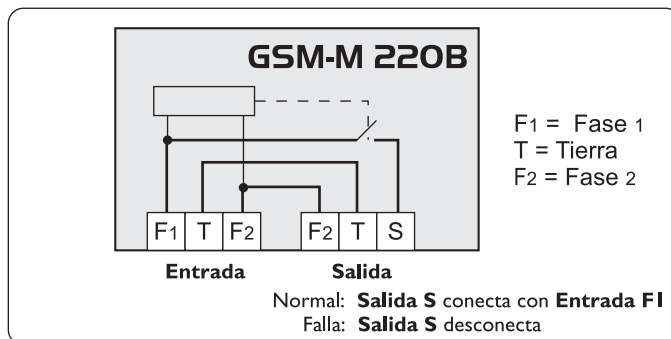 GSM-M 220B
F1 = Fase 1
T = Tierra
F2 = Fase 2
F1 T F2 F2 T S
Entrada Salida
Normal: Salida S conecta con Entrada F1
Falla: Salida S desconecta